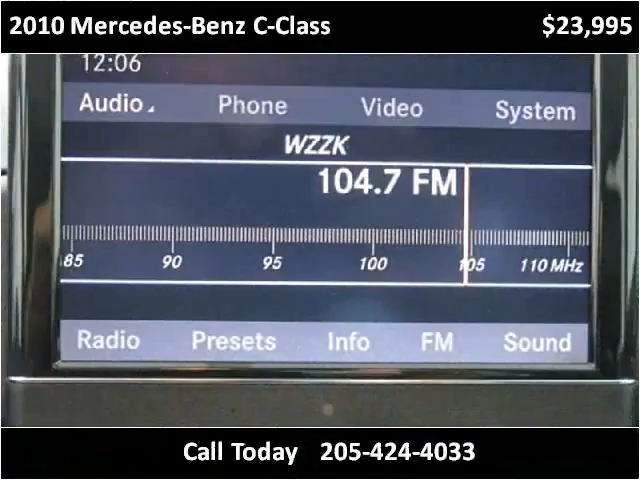 2010 Mercedes-Benz C-Class $23,995
12:06
Audio Phone Video System
WZZK
104.7 FM
85 90 95 100 105 110 MHz
Radio Presets Info FM Sound
Call Today 205-424-4033